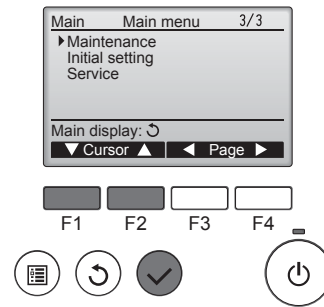 Main Main menu 3/3
Maintenance
Initial setting
Service
Main display:
Cursor Page
F1 F2 F3 F4